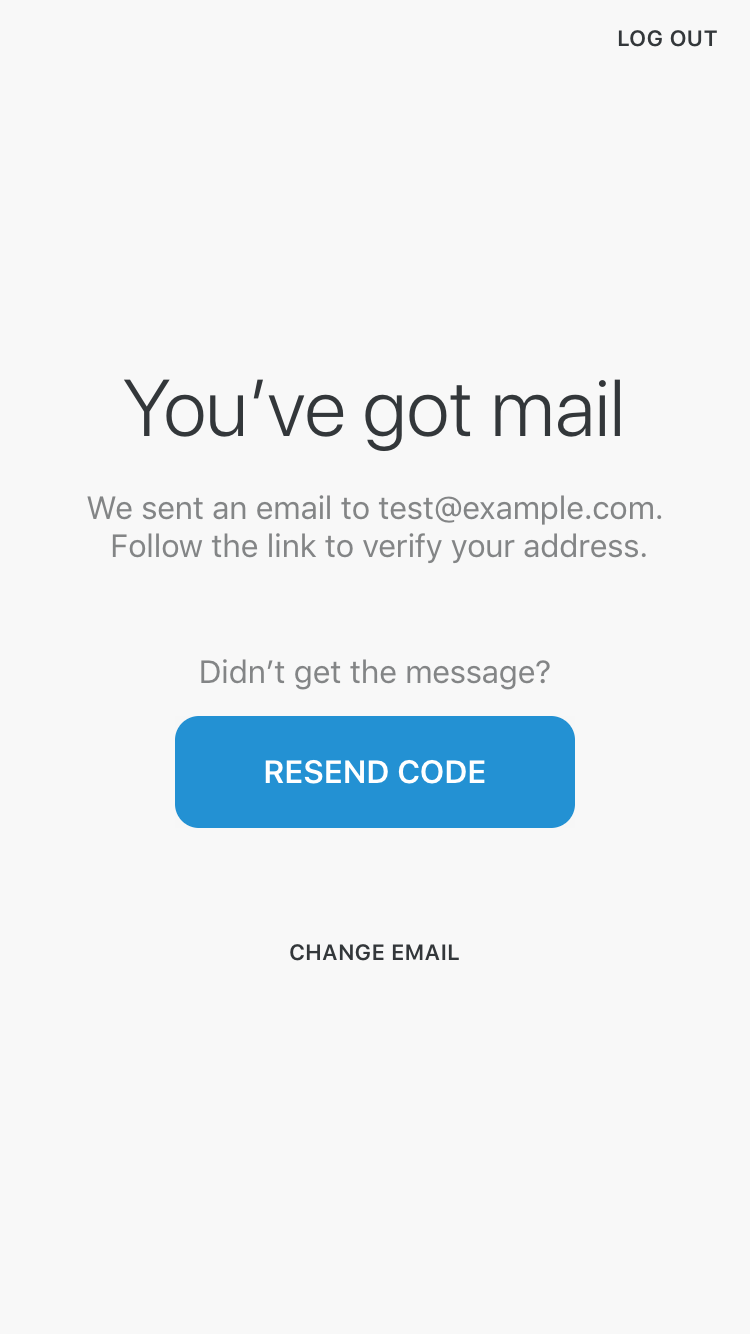 LOG OUT
You’ve got mail
We sent an email to test@example.com.
Follow the link to verify your address.
Didn’t get the message?
RESEND CODE
CHANGE EMAIL